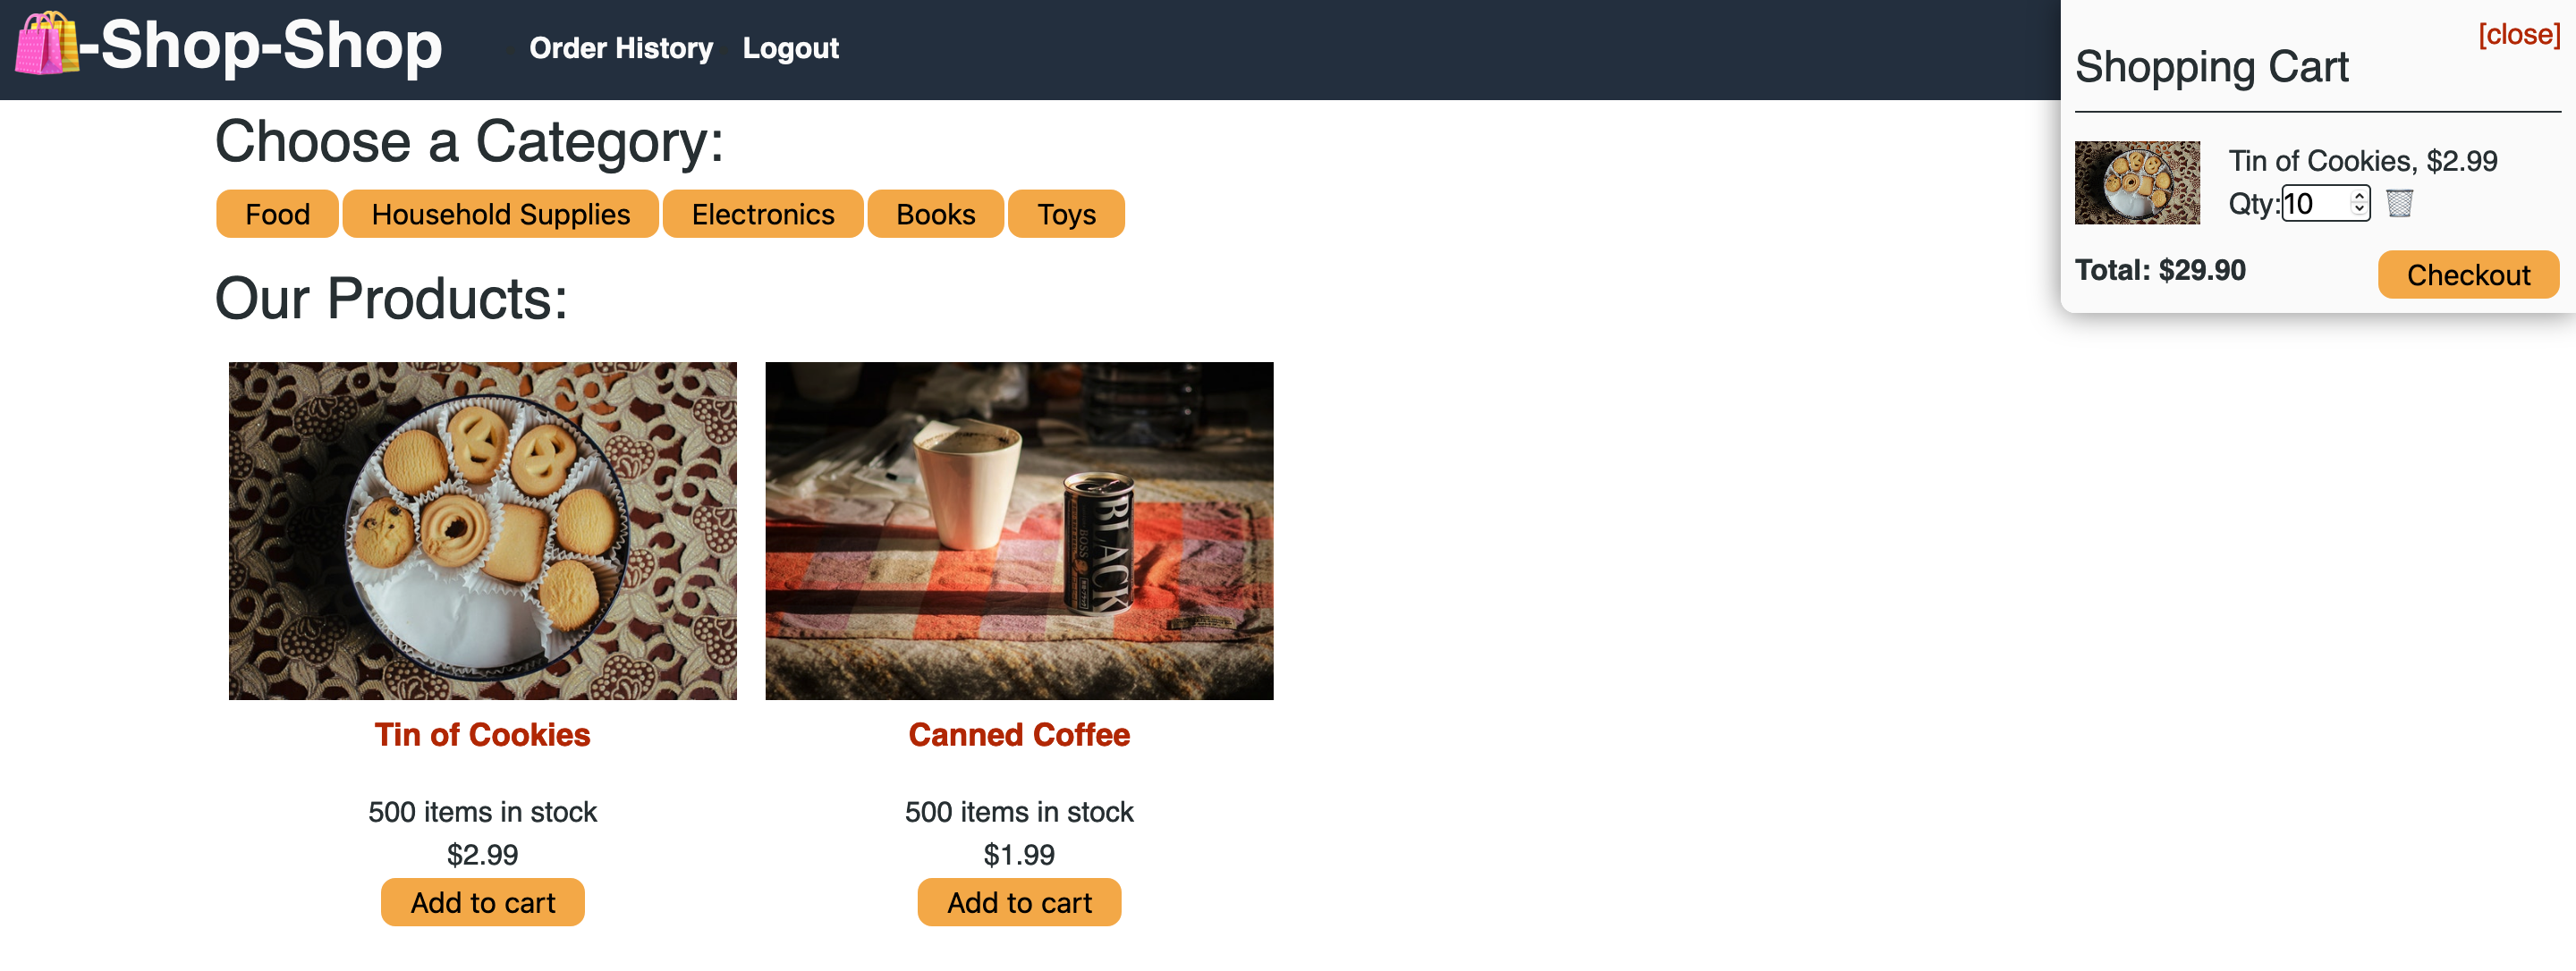 -Shop-Shop
Order History Logout
[close]
Shopping Cart
Tin of Cookies, $2.99
Qty: 10
Total: $29.90
Checkout
Choose a Category:
Food Household Supplies Electronics Books Toys
Our Products:
BLACK
BOSS
Tin of Cookies
500 items in stock
$2.99
Add to cart
Canned Coffee
500 items in stock
$1.99
Add to cart